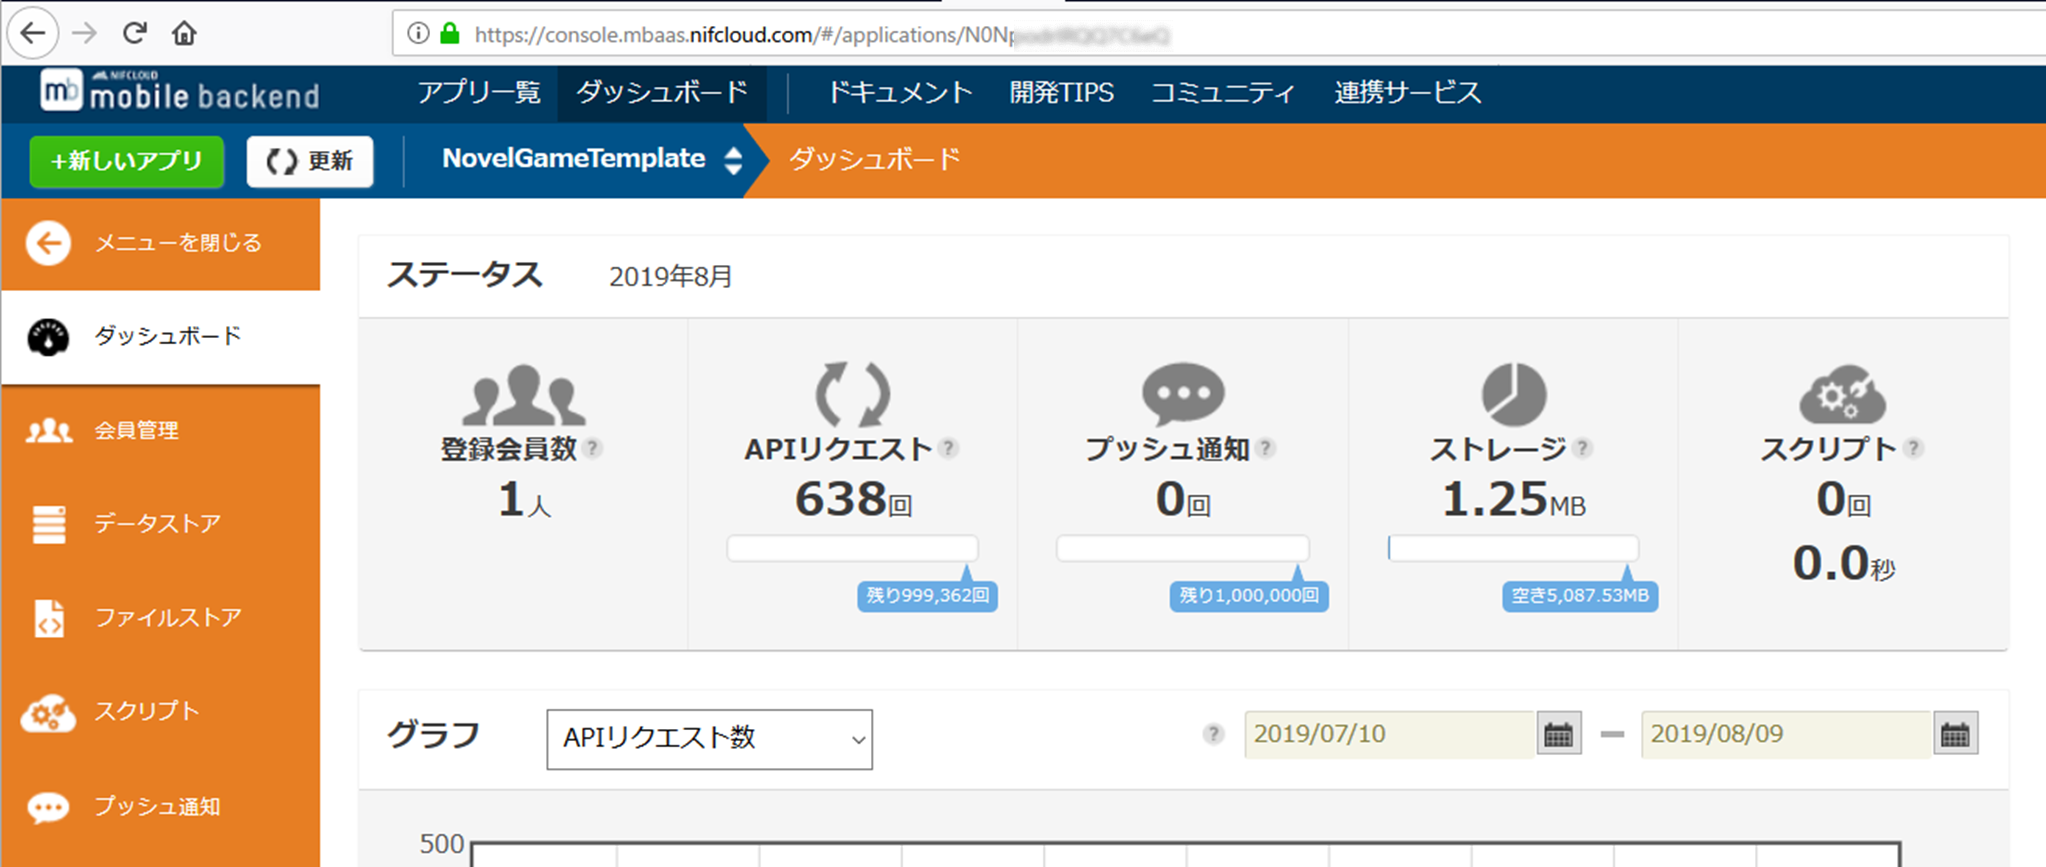 https://console.mbaas.nifcloud.com/#/applications/N0Np
NIFCLOUD
mb mobile backend アプリ一覧 ダッシュボード ドキュメント 開発TIPS コミュニティ 連携サービス
+新しいアプリ 更新 NovelGameTemplate ダッシュボード
メニューを閉じる
ダッシュボード
会員管理
データストア
ファイルストア
スクリプト
プッシュ通知
ステータス 2019年8月
登録会員数 ?
1人
APIリクエスト ?
638回
残り999,362回
プッシュ通知 ?
0回
残り1,000,000回
ストレージ ?
1.25MB
空き5,087.53MB
スクリプト ?
0回
0.0秒
グラフ APIリクエスト数 ? 2019/07/10 2019/08/09
500